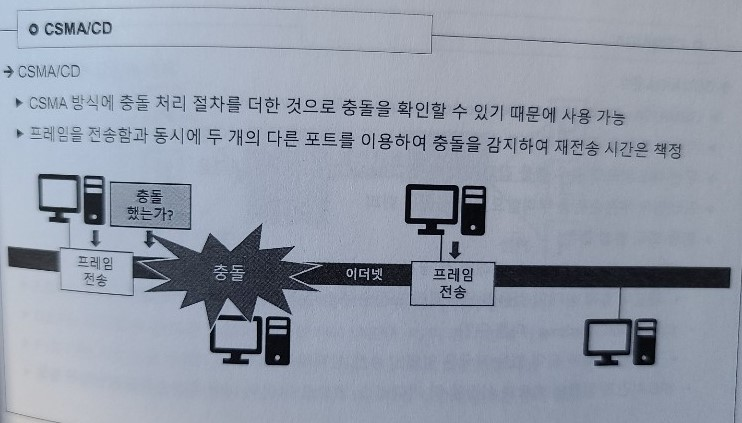 CSMA/CD
→ CSMA/CD
▶ CSMA 방식에 충돌 처리 절차를 더한 것으로 충돌을 확인할 수 있기 때문에 사용 가능
▶ 프레임을 전송함과 동시에 두 개의 다른 포트를 이용하여 충돌을 감지하여 재전송 시간은 책정
충돌
했는가?
프레임
전송
충돌
이더넷
프레임
전송